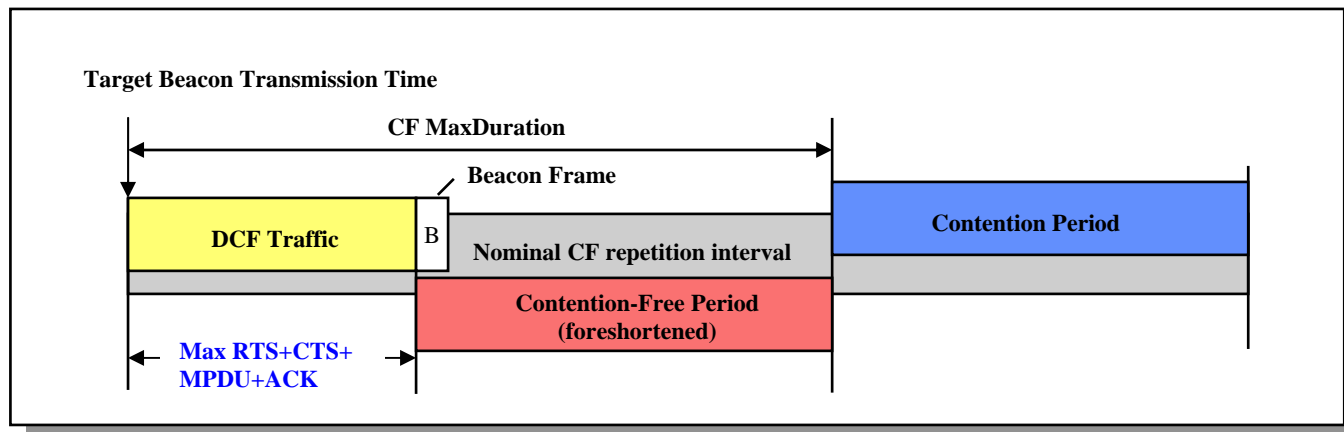 Target Beacon Transmission Time
CF MaxDuration
Beacon Frame
DCF Traffic
B
Nominal CF repetition interval
Contention Period
Contention-Free Period
(foreshortened)
Max RTS+CTS+
MPDU+ACK